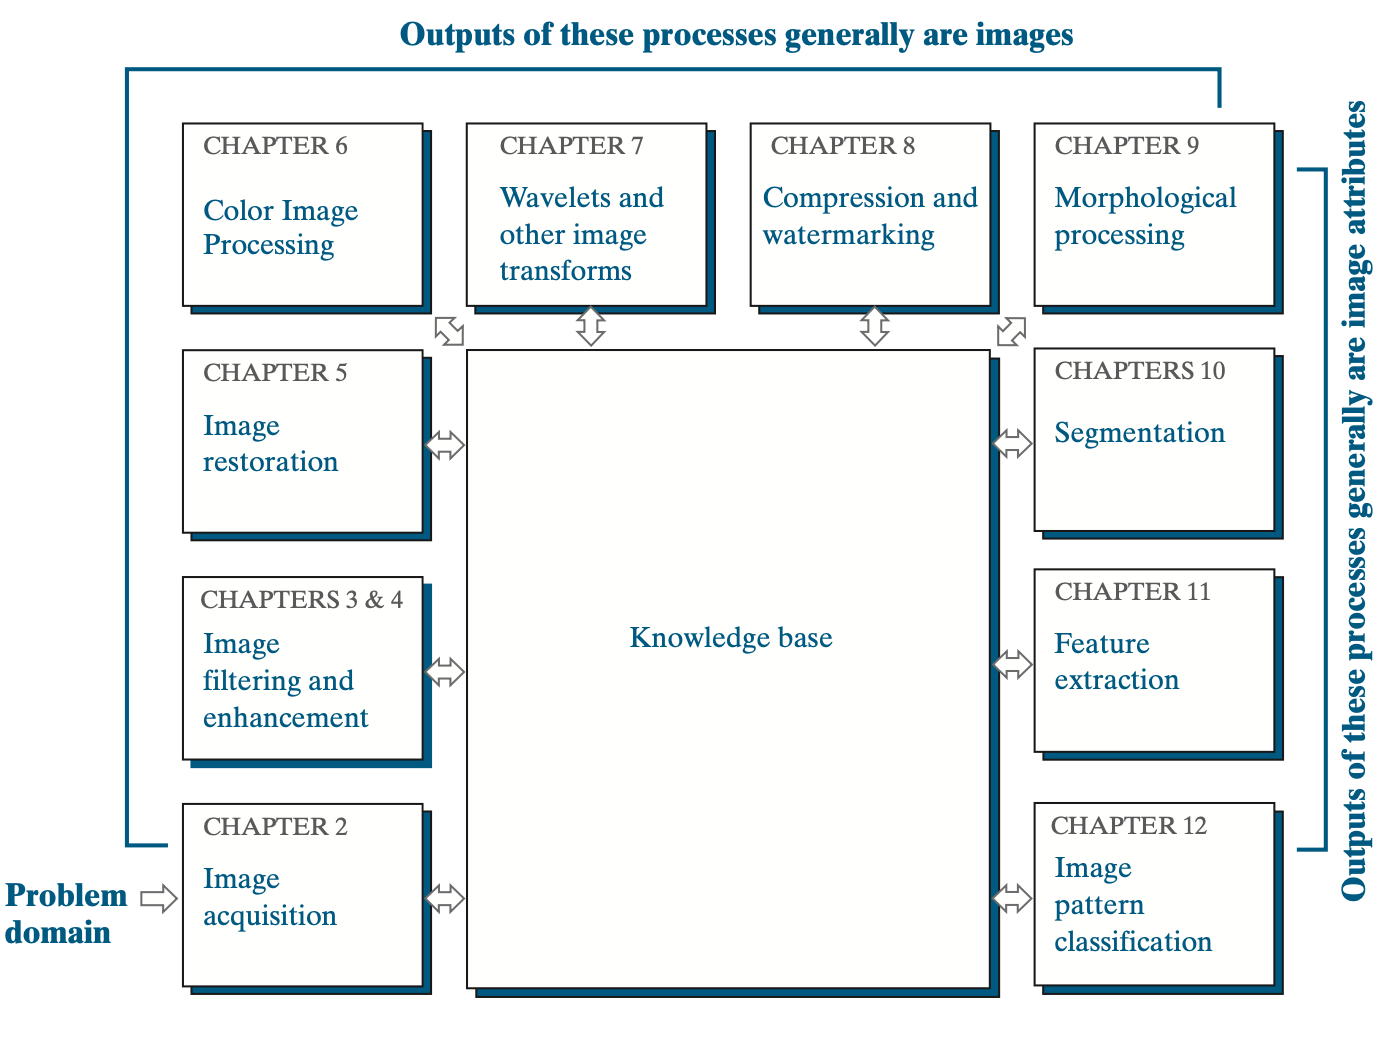 Outputs of these processes generally are images
CHAPTER 6
Color Image
Processing
CHAPTER 7
Wavelets and
other image
transforms
CHAPTER 8
Compression and
watermarking
CHAPTER 9
Morphological
processing
CHAPTER 5
Image
restoration
CHAPTERS 10
Segmentation
CHAPTERS 3 & 4
Image
filtering and
enhancement
Knowledge base
CHAPTER 11
Feature
extraction
CHAPTER 2
Image
acquisition
CHAPTER 12
Image
pattern
classification
Problem
domain
Outputs of these processes generally are image attributes